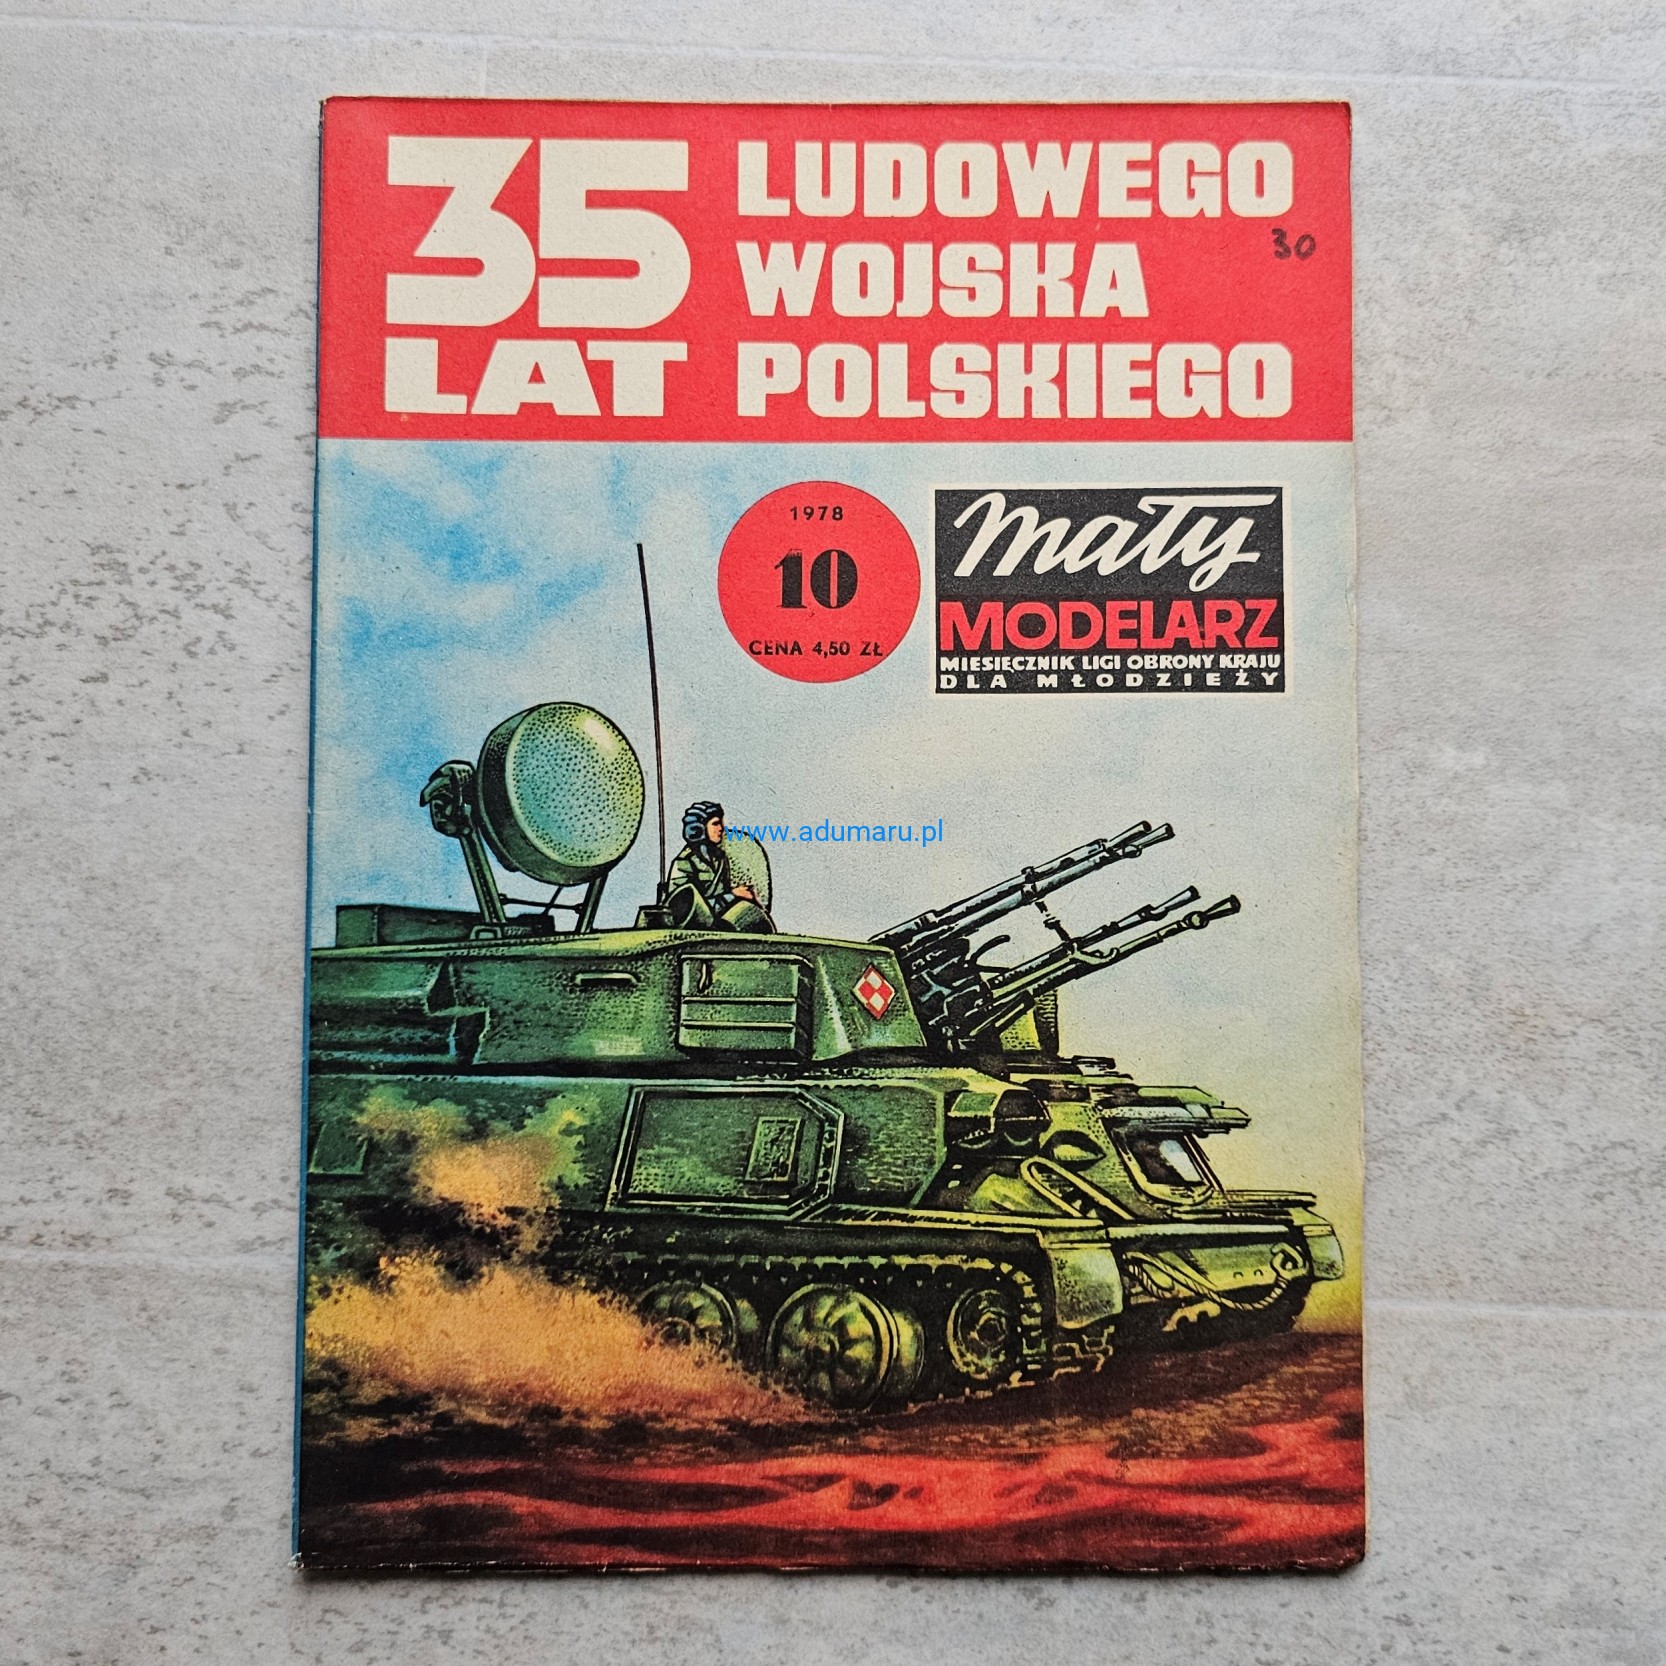 35 LAT
LUDOWEGO
WOJSKA
POLSKIEGO
30
1978
10
CENA 4,50 ZŁ
Mały
MODELARZ
MIESIĘCZNIK LIGI OBRONY KRAJU
DLA MŁODZIEŻY
www.adumaru.pl